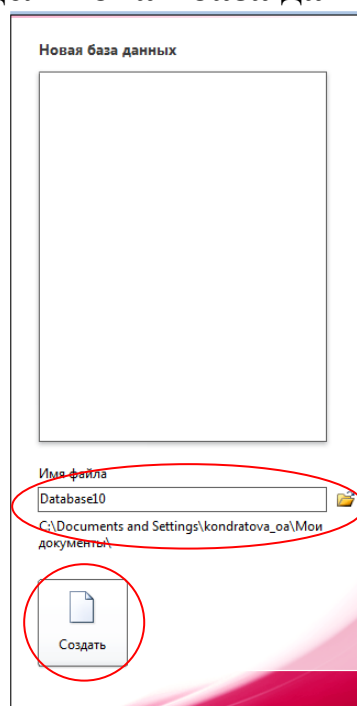 Новая база данных
Имя файла
Database10
C:\Documents and Settings\kondratova_oa\Мои
документы\
Создать